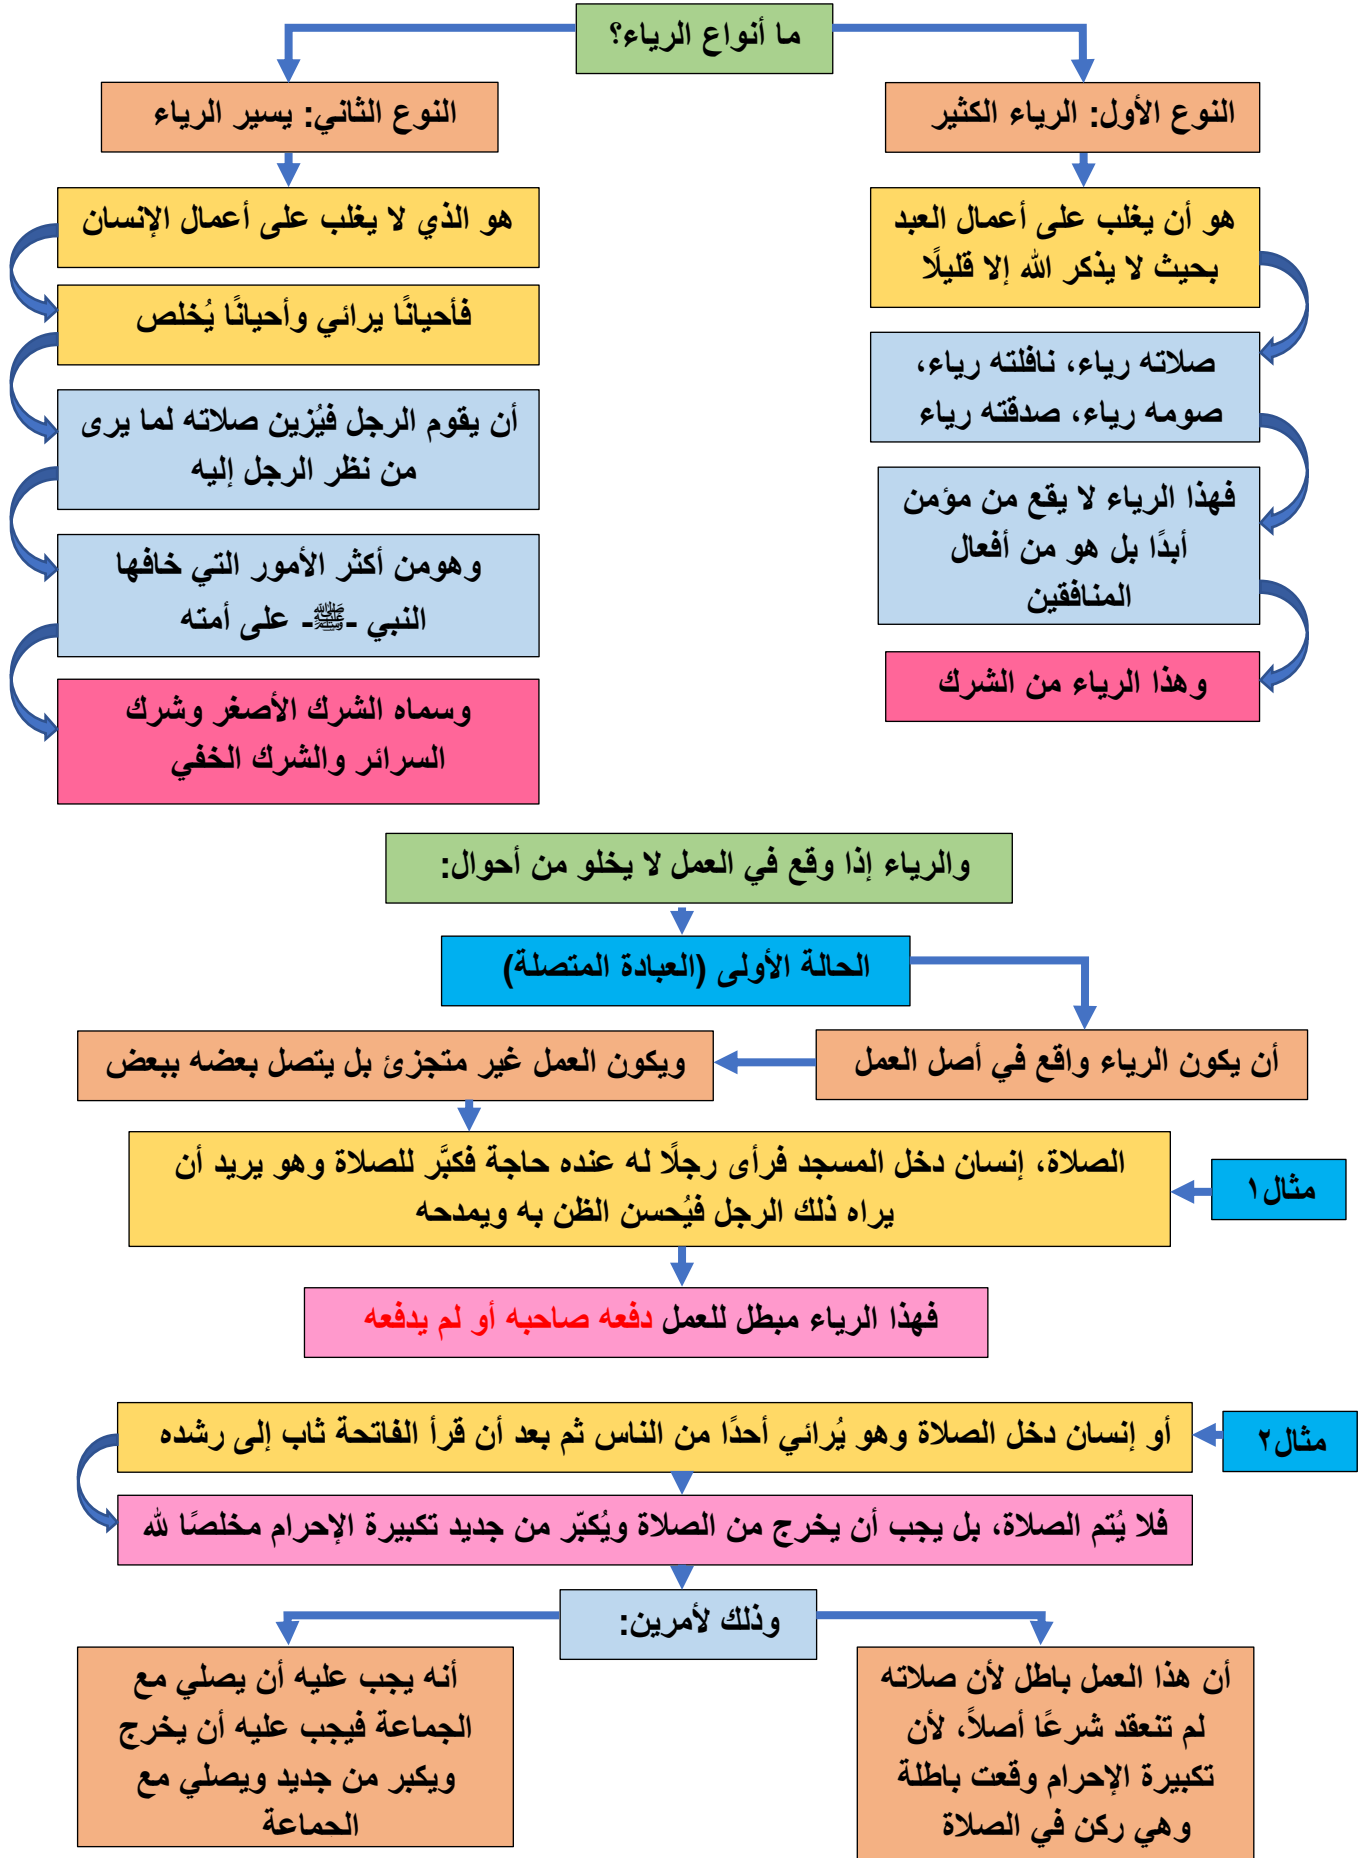 ما أنواع الرياء؟
النوع الأول: الرياء الكثير
هو أن يغلب على أعمال العبد
بحيث لا يذكر الله إلا قليلًا
صلاته رياء، نافلته رياء،
صومه رياء، صدقته رياء
فهذا الرياء لا يقع من مؤمن
أبدًا بل هو من أفعال
المنافقين
وهذا الرياء من الشرك
النوع الثاني: يسير الرياء
هو الذي لا يغلب على أعمال الإنسان
فأحيانًا يرائي وأحيانًا يُخلص
أن يقوم الرجل فيُزين صلاته لما يرى
من نظر الرجل إليه
وهومن أكثر الأمور التي خافها
النبي -ﷺ- على أمته
وسماه الشرك الأصغر وشرك
السرائر والشرك الخفي
والرياء إذا وقع في العمل لا يخلو من أحوال:
الحالة الأولى (العبادة المتصلة)
أن يكون الرياء واقع في أصل العمل
ويكون العمل غير متجزئ بل يتصل بعضه ببعض
مثال١
الصلاة، إنسان دخل المسجد فرأى رجلًا له عنده حاجة فكبَّر للصلاة وهو يريد أن
يراه ذلك الرجل فيُحسن الظن به ويمدحه
فهذا الرياء مبطل للعمل دفعه صاحبه أو لم يدفعه
مثال٢
أو إنسان دخل الصلاة وهو يُرائي أحدًا من الناس ثم بعد أن قرأ الفاتحة ثاب إلى رشده
فلا يُتم الصلاة، بل يجب أن يخرج من الصلاة ويُكبّر من جديد تكبيرة الإحرام مخلصًا لله
وذلك لأمرين:
أن هذا العمل باطل لأن صلاته
لم تنعقد شرعًا أصلاً، لأن
تكبيرة الإحرام وقعت باطلة
وهي ركن في الصلاة
أنه يجب عليه أن يصلي مع
الجماعة فيجب عليه أن يخرج
ويكبر من جديد ويصلي مع
الحماعة